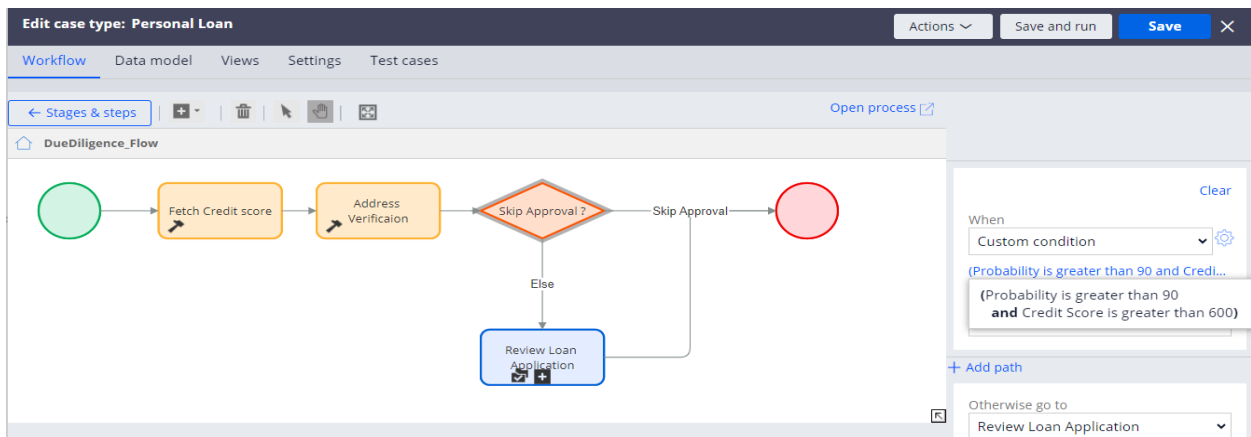 Edit case type: Personal Loan
Actions
Save and run
Save
Workflow
Data model
Views
Settings
Test cases
← Stages & steps
Open process
DueDiligence_Flow
Fetch Credit score
Address
Verificaion
Skip Approval ?
Skip Approval
Else
Review Loan
Application
Clear
When
Custom condition
(Probability is greater than 90 and Credi...
(Probability is greater than 90
and Credit Score is greater than 600)
+ Add path
Otherwise go to
Review Loan Application